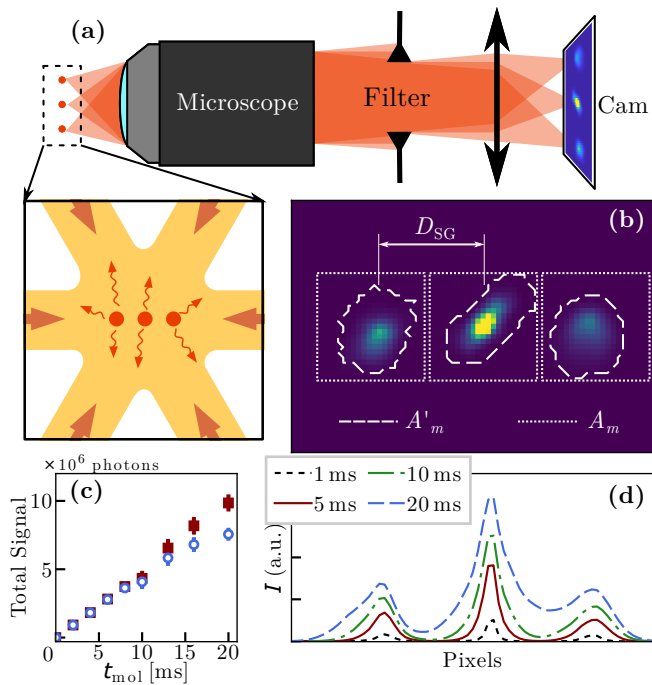 (a)
Microscope
Filter
Cam
(b)
D_SG
A'_m
A_m
×10^6 photons
(c)
Total Signal
10
5
0
0 5 10 15 20
t_mol [ms]
1 ms 10 ms
5 ms 20 ms
(d)
I (a.u.)
Pixels